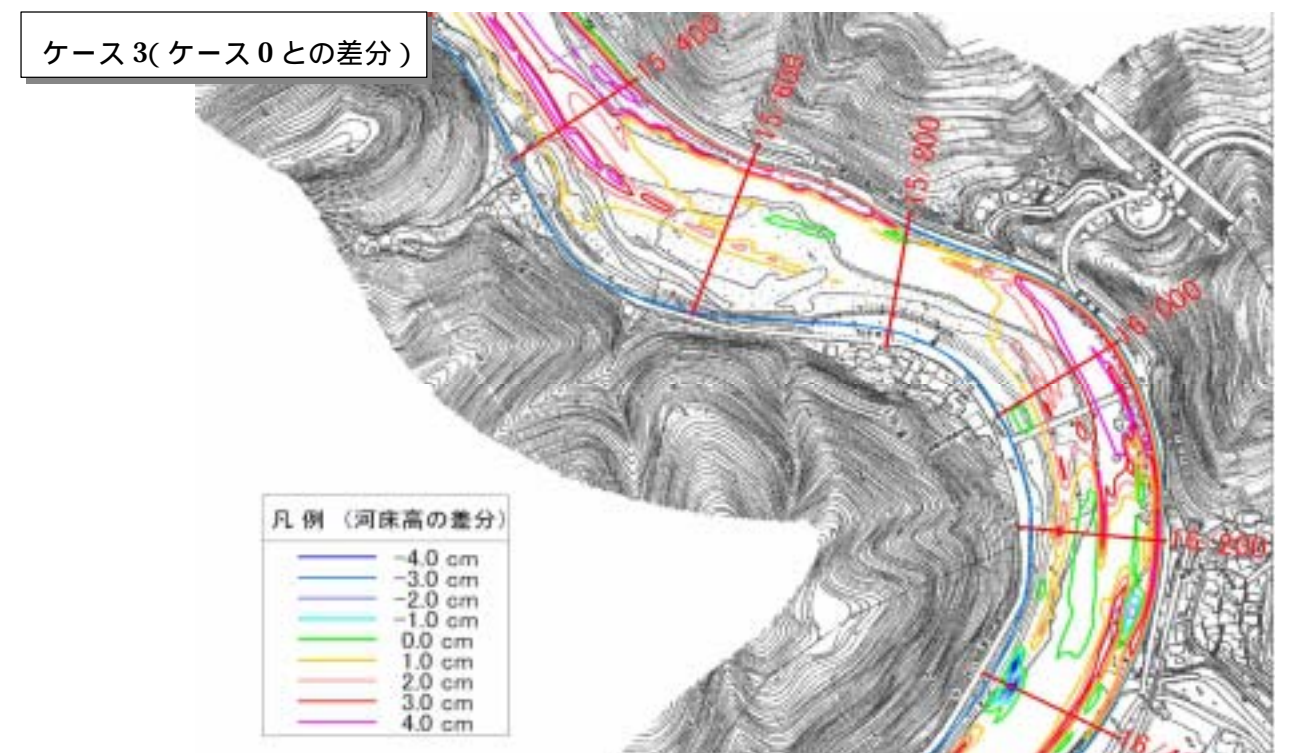 ケース 3( ケース 0 との差分 )
15 400
15 600
15 200
16 000
16 200
凡 例 （河床高の差分）
-4.0 cm
-3.0 cm
-2.0 cm
-1.0 cm
0.0 cm
1.0 cm
2.0 cm
3.0 cm
4.0 cm